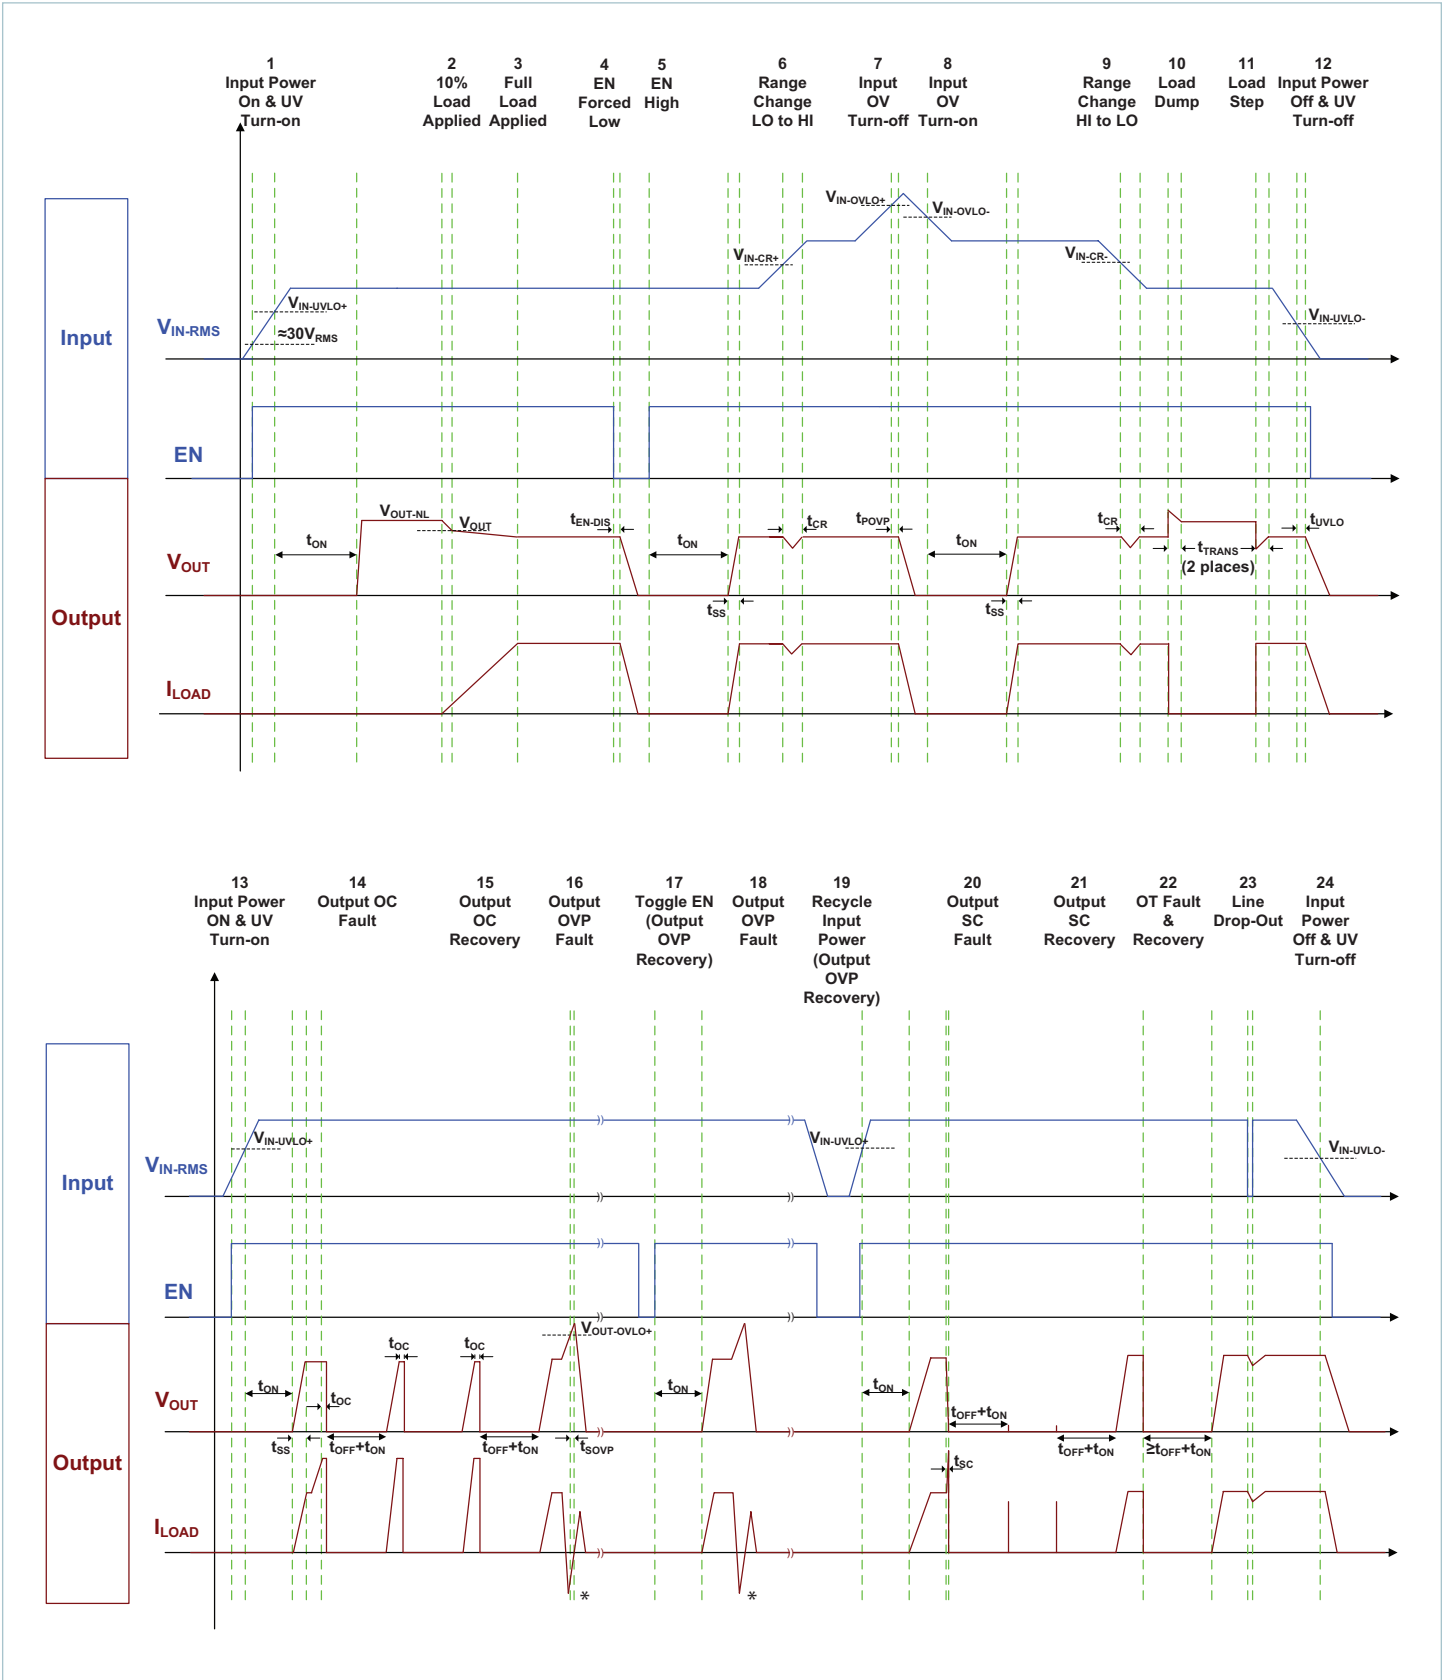 1
Input Power
On & UV
Turn-on
2
10%
Load
Applied
3
Full
Load
Applied
4
EN
Forced
Low
5
EN
High
6
Range
Change
LO to HI
7
Input
OV
Turn-off
8
Input
OV
Turn-on
9
Range
Change
HI to LO
10
Load
Dump
11
Load
Step
12
Input Power
Off & UV
Turn-off
Input
VIN-RMS
VIN-UVLO+
≈30VRMS
VIN-CR+
VIN-OVLO+
VIN-OVLO-
VIN-CR-
VIN-UVLO-
EN
Output
VOUT
tON
VOUT-NL
VOUT
tEN-DIS
tON
tSS
tCR
tPOVP
tON
tSS
tCR
tTRANS
(2 places)
tUVLO
ILOAD
13
Input Power
ON & UV
Turn-on
14
Output OC
Fault
15
Output
OC
Recovery
16
Output
OVP
Fault
17
Toggle EN
(Output
OVP
Recovery)
18
Output
OVP
Fault
19
Recycle
Input
Power
(Output
OVP
Recovery)
20
Output
SC
Fault
21
Output
SC
Recovery
22
OT Fault
&
Recovery
23
Line
Drop-Out
24
Input
Power
Off & UV
Turn-off
Input
VIN-RMS
VIN-UVLO+
VIN-UVLO+
VIN-UVLO-
EN
Output
VOUT
tON
tSS
tOC
tOFF+tON
tOC
tOC
tOFF+tON
VOUT-OVLO+
tSOVP
tON
tON
tOFF+tON
tSC
tOFF+tON
≥tOFF+tON
ILOAD
*
*